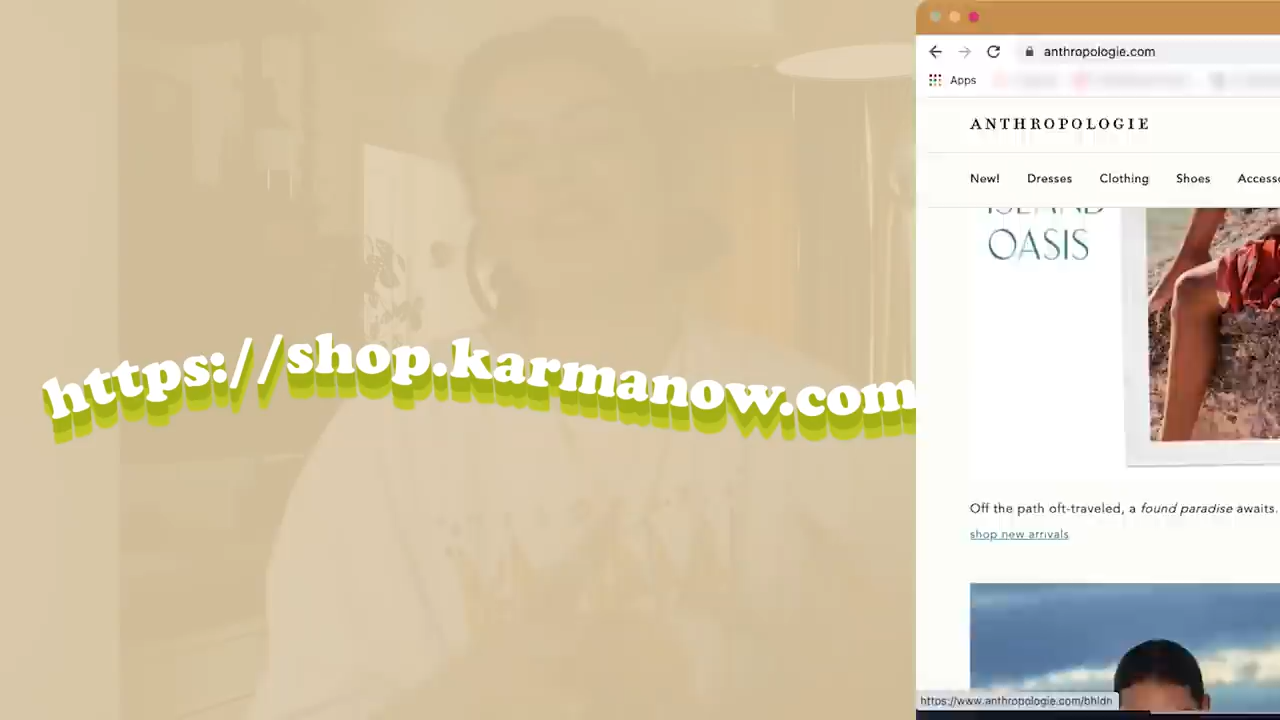 https://shop.karmanow.com
anthropologie.com
Apps
ANTHROPOLOGIE
New! Dresses Clothing Shoes
ISLAND
OASIS
Off the path oft-traveled, a found paradise awaits.
shop new arrivals
https://www.anthropologie.com/bhldn